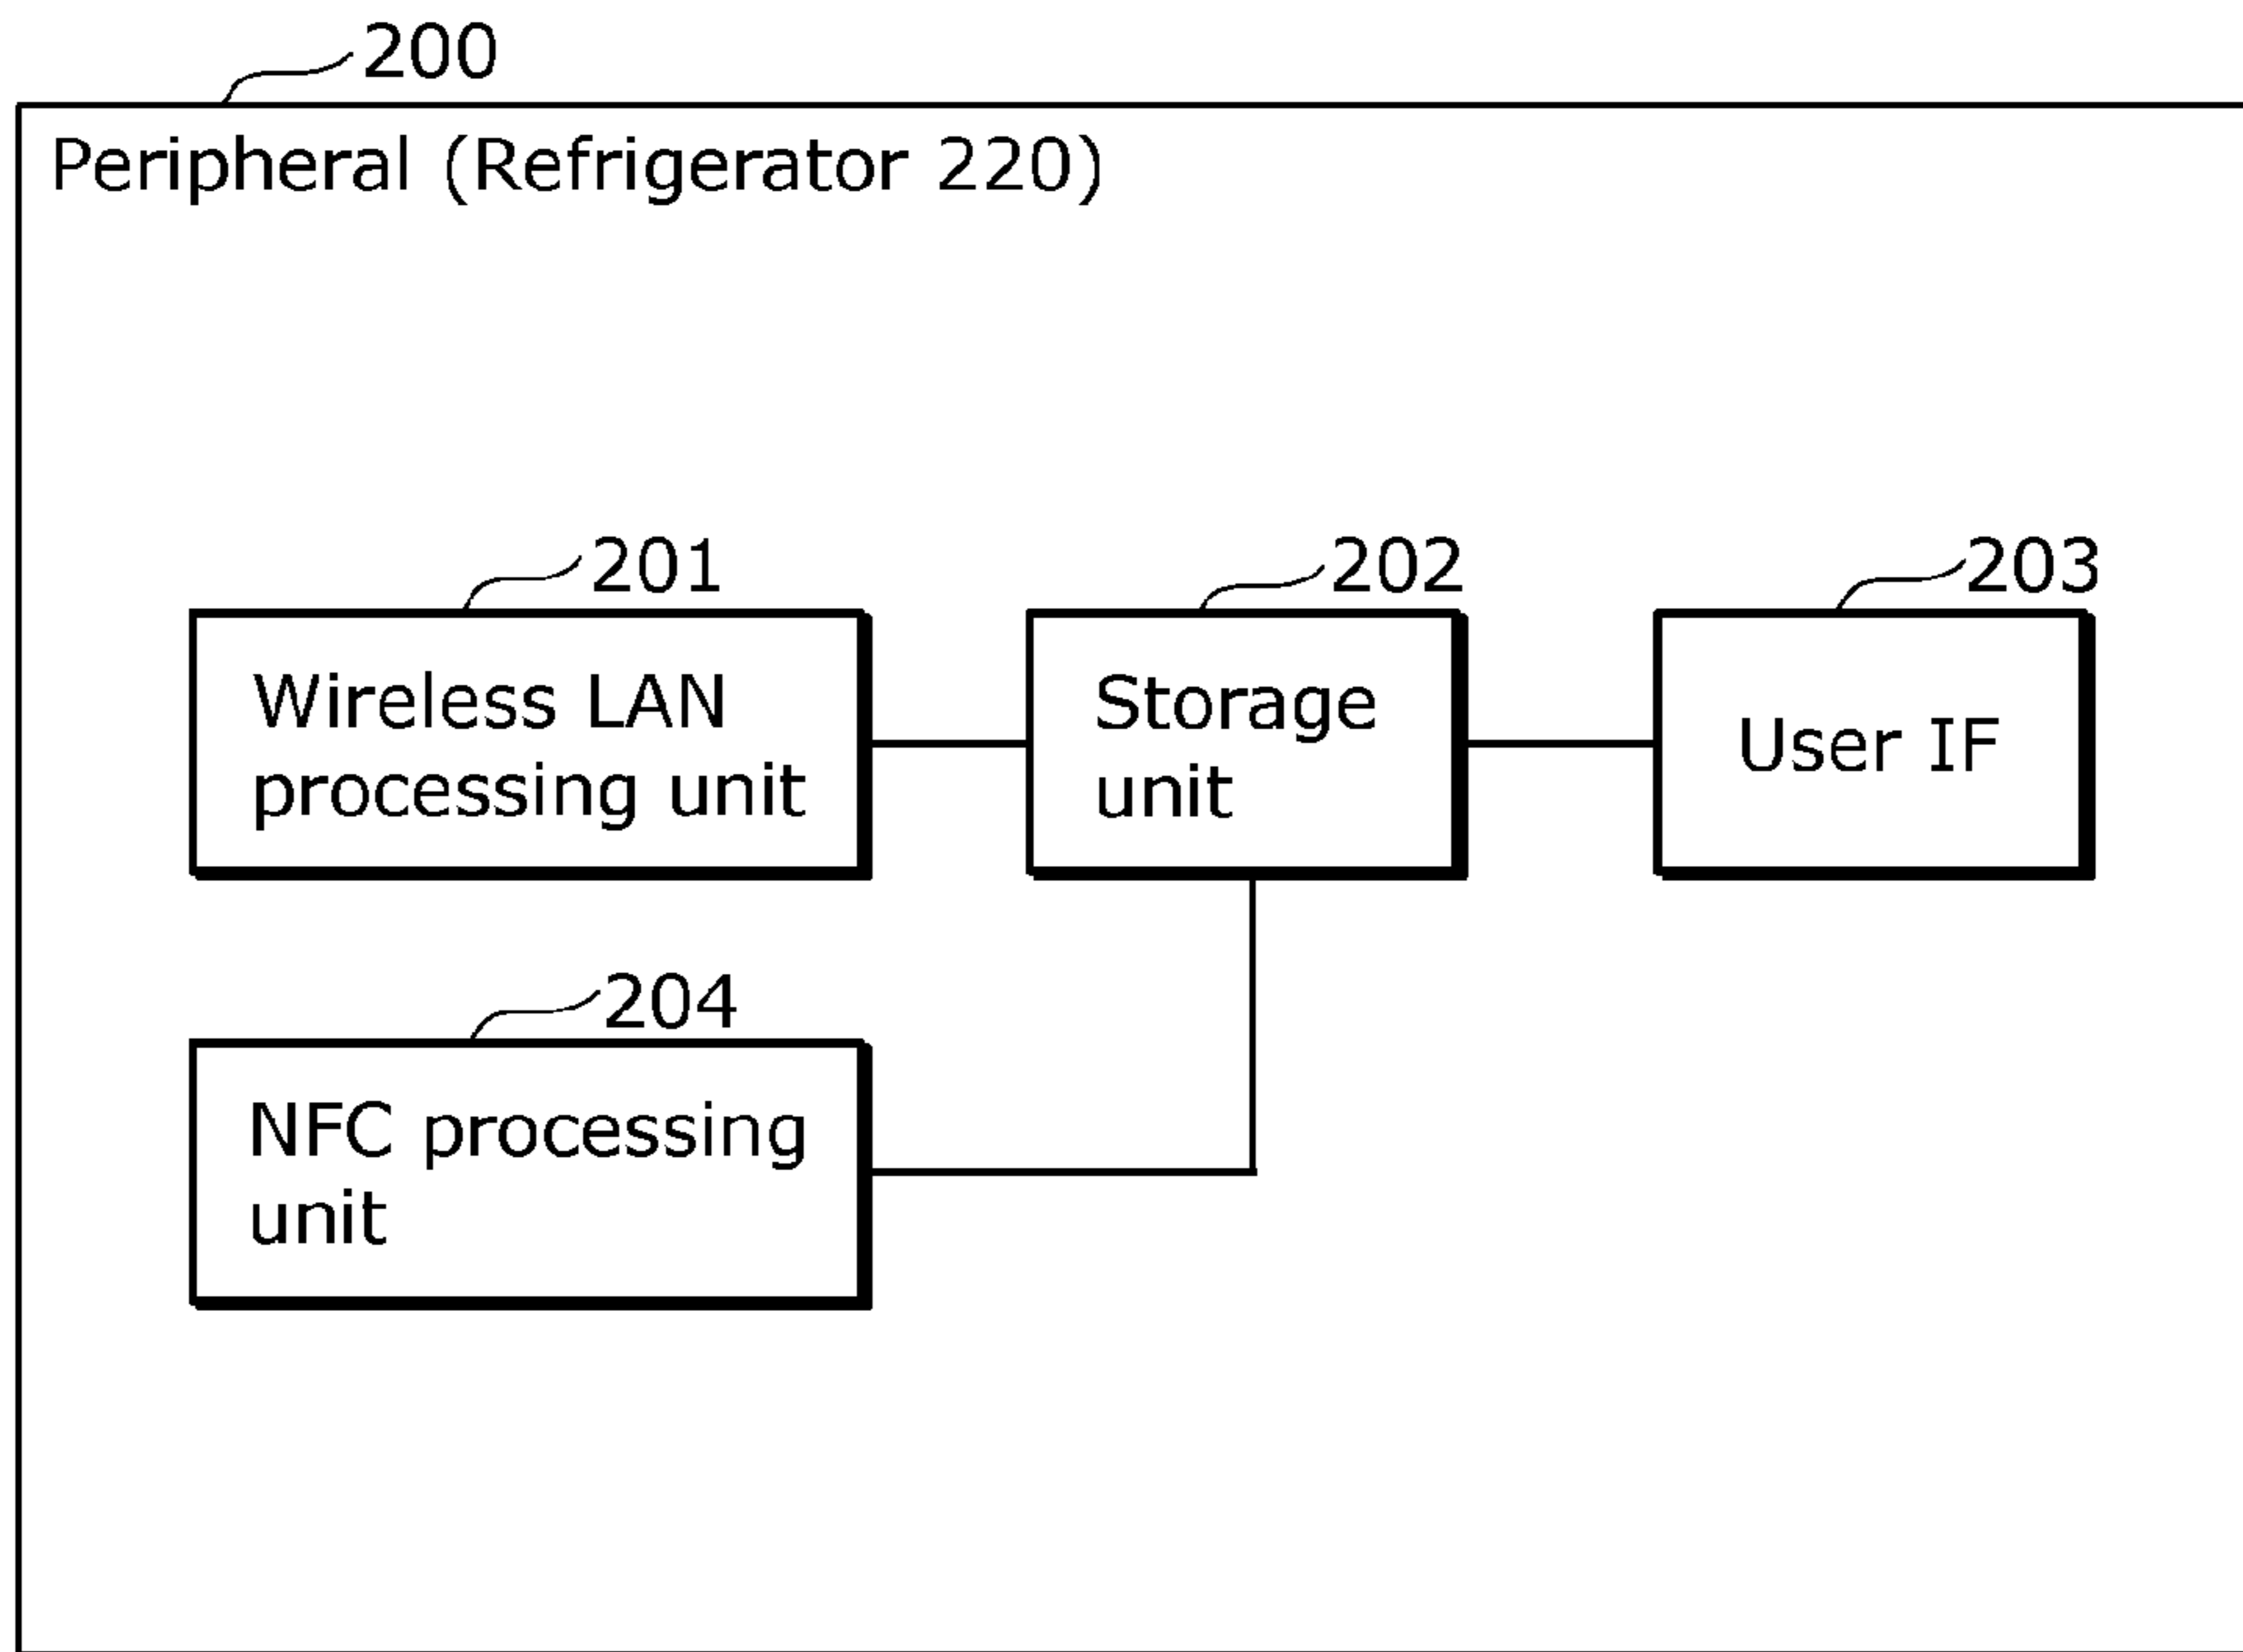 200
Peripheral (Refrigerator 220)
201
202
203
Wireless LAN
processing unit
Storage
unit
User IF
204
NFC processing
unit